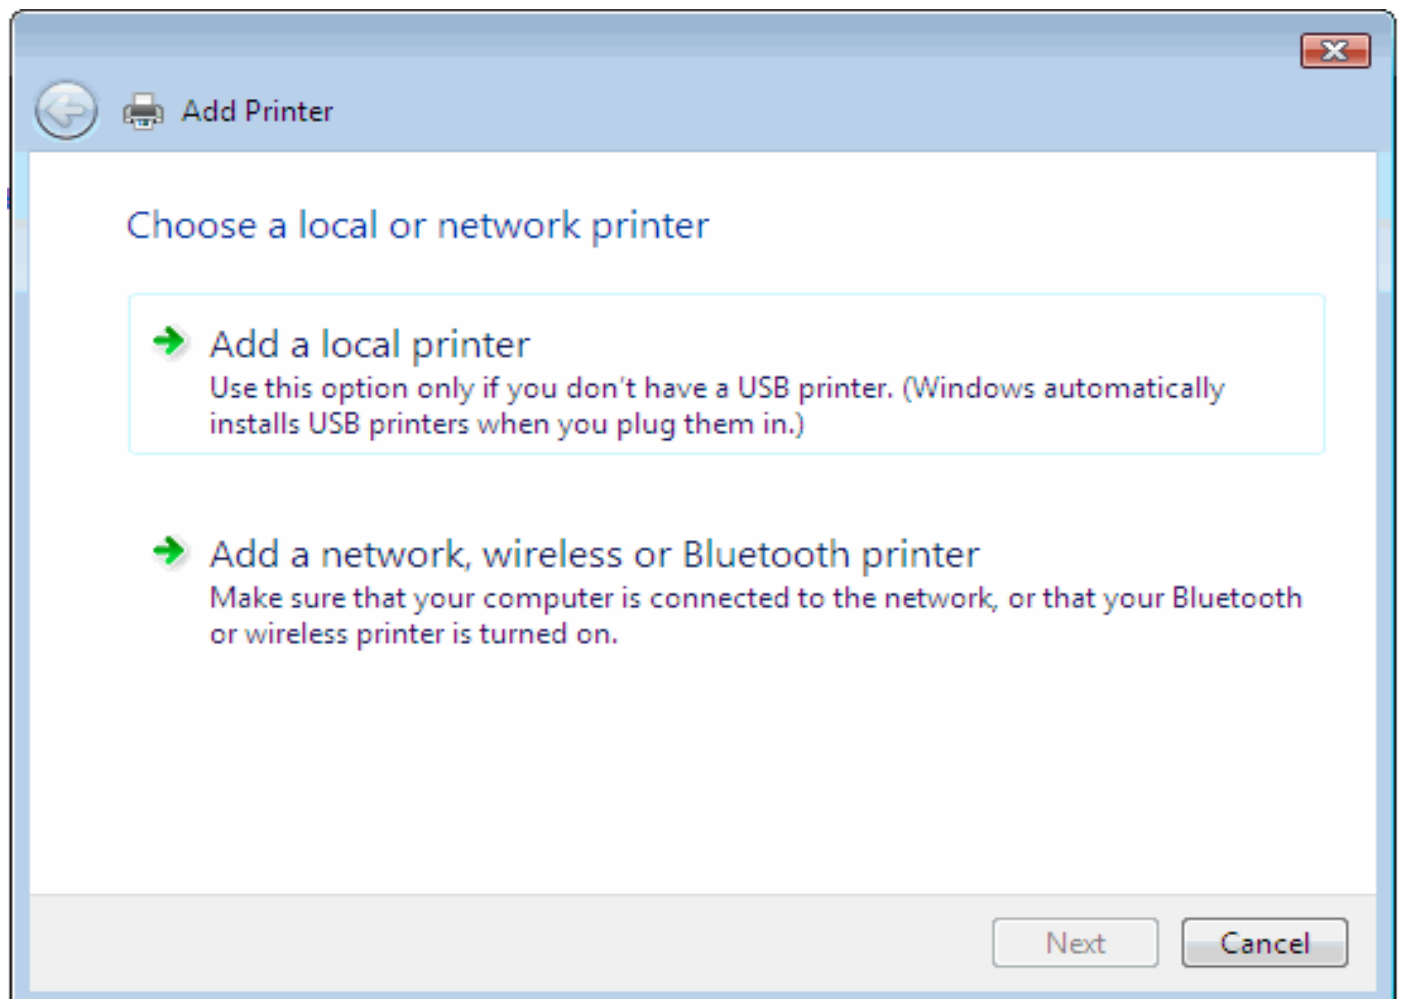 Add Printer
Choose a local or network printer
Add a local printer
Use this option only if you don't have a USB printer. (Windows automatically
installs USB printers when you plug them in.)
Add a network, wireless or Bluetooth printer
Make sure that your computer is connected to the network, or that your Bluetooth
or wireless printer is turned on.
Next
Cancel